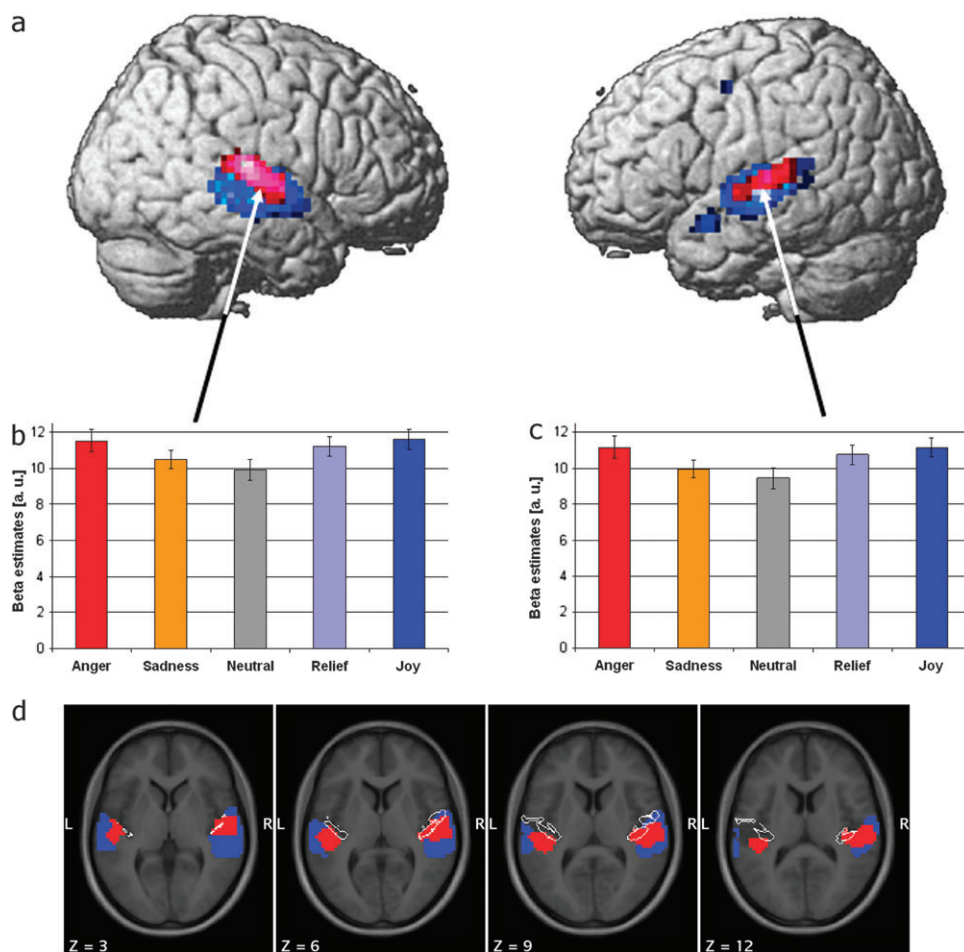 a
b
Beta estimates [a. u.]
12
10
8
6
4
2
0
Anger Sadness Neutral Relief Joy
c
Beta estimates [a. u.]
12
10
8
6
4
2
0
Anger Sadness Neutral Relief Joy
d
L R L R L R L R
Z = 3 Z = 6 Z = 9 Z = 12